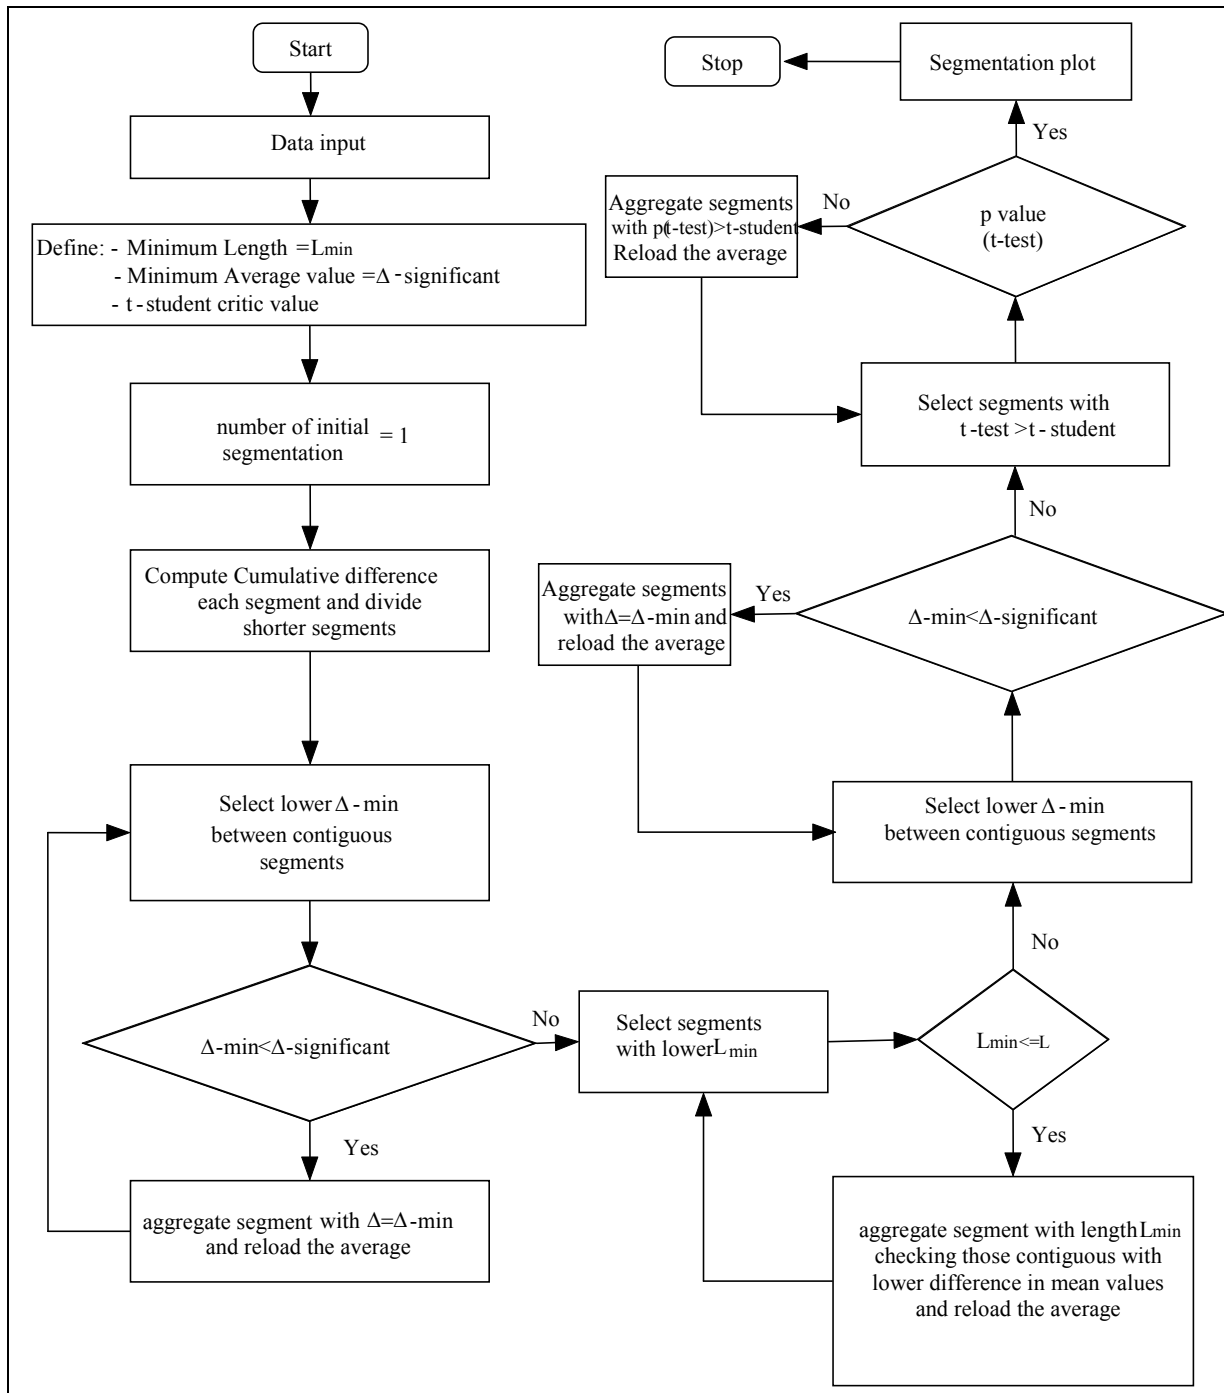 Start
Data input
Define: - Minimum Length =Lmin
- Minimum Average value =Δ-significant
- t-student critic value
number of initial = 1
segmentation
Compute Cumulative difference
each segment and divide
shorter segments
Select lower Δ-min
between contiguous
segments
Δ-min<Δ-significant
No
Yes
aggregate segment with Δ=Δ-min
and reload the average
Select segments
with lower Lmin
Lmin<=L
No
Yes
aggregate segment with length Lmin
checking those contiguous with
lower difference in mean values
and reload the average
Select lower Δ-min
between contiguous segments
Δ-min<Δ-significant
Yes
No
Aggregate segments
with Δ=Δ-min and
reload the average
Select segments with
t-test >t-student
p value
(t-test)
No
Yes
Aggregate segments
with p(t-test)>t-student
Reload the average
Segmentation plot
Stop